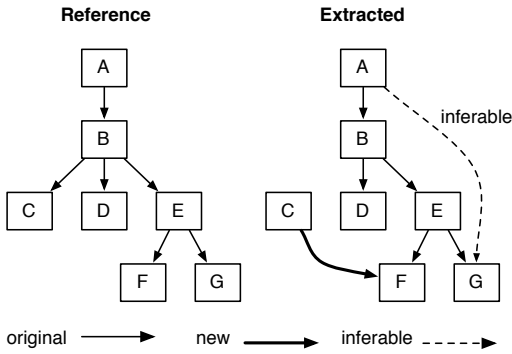 Reference
Extracted
A
A
inferable
B
B
C
D
E
C
D
E
F
G
F
G
original
new
inferable